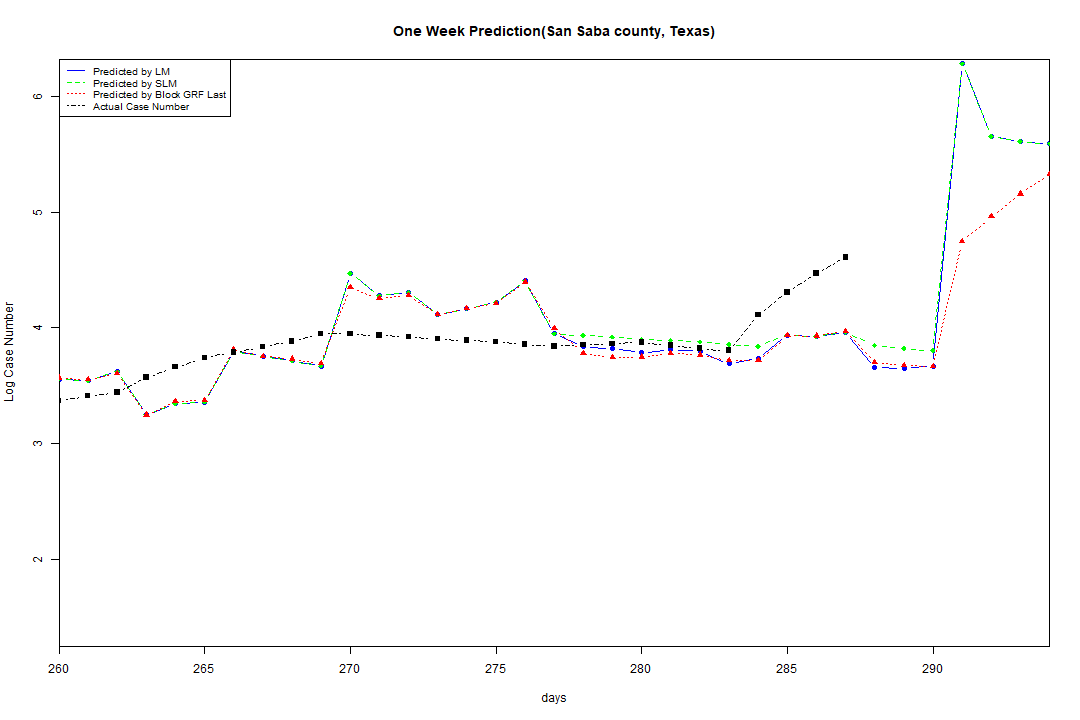 One Week Prediction(San Saba county, Texas)
Predicted by LM
Predicted by SLM
Predicted by Block GRF Last
Actual Case Number
Log Case Number
6
5
4
3
2
260 265 270 275 280 285 290
days